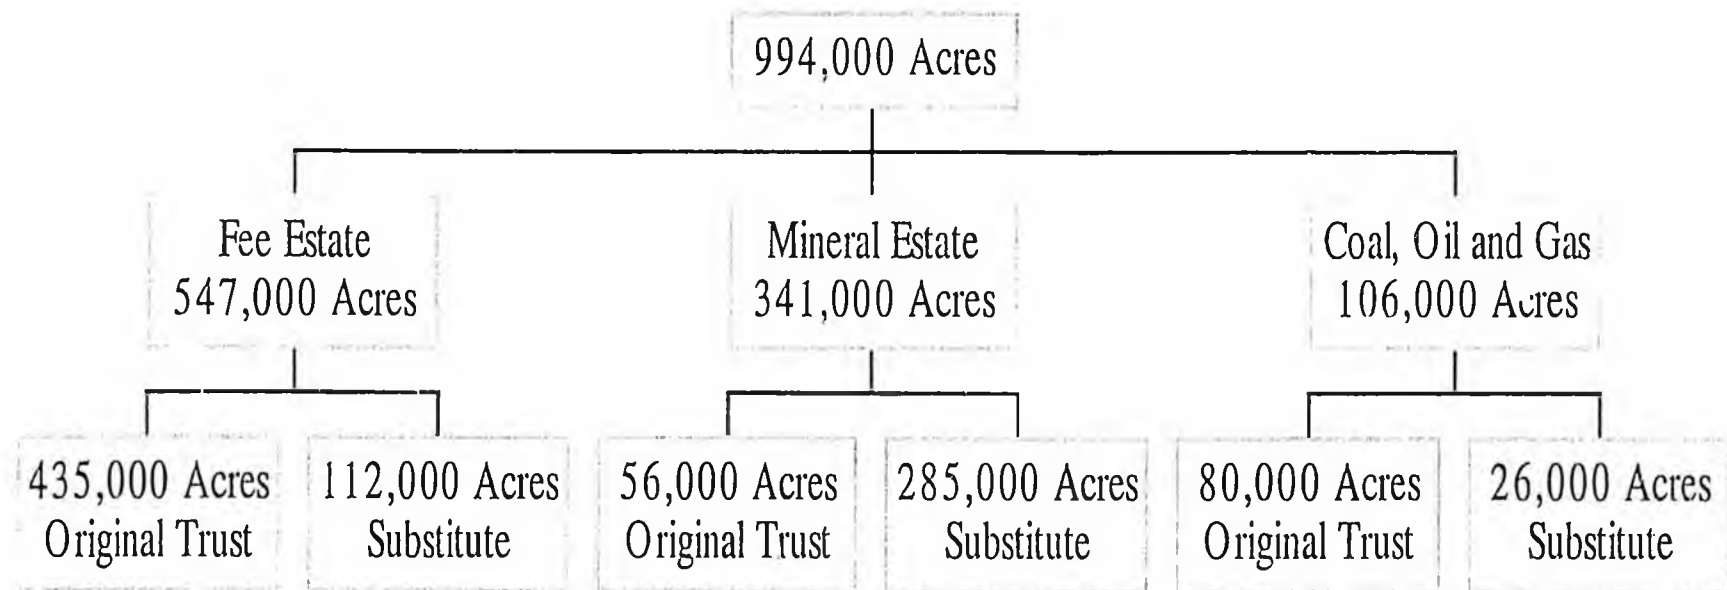 994,000 Acres
Fee Estate
547,000 Acres
Mineral Estate
341,000 Acres
Coal, Oil and Gas
106,000 Acres
435,000 Acres
Original Trust
112,000 Acres
Substitute
56,000 Acres
Original Trust
285,000 Acres
Substitute
80,000 Acres
Original Trust
26,000 Acres
Substitute